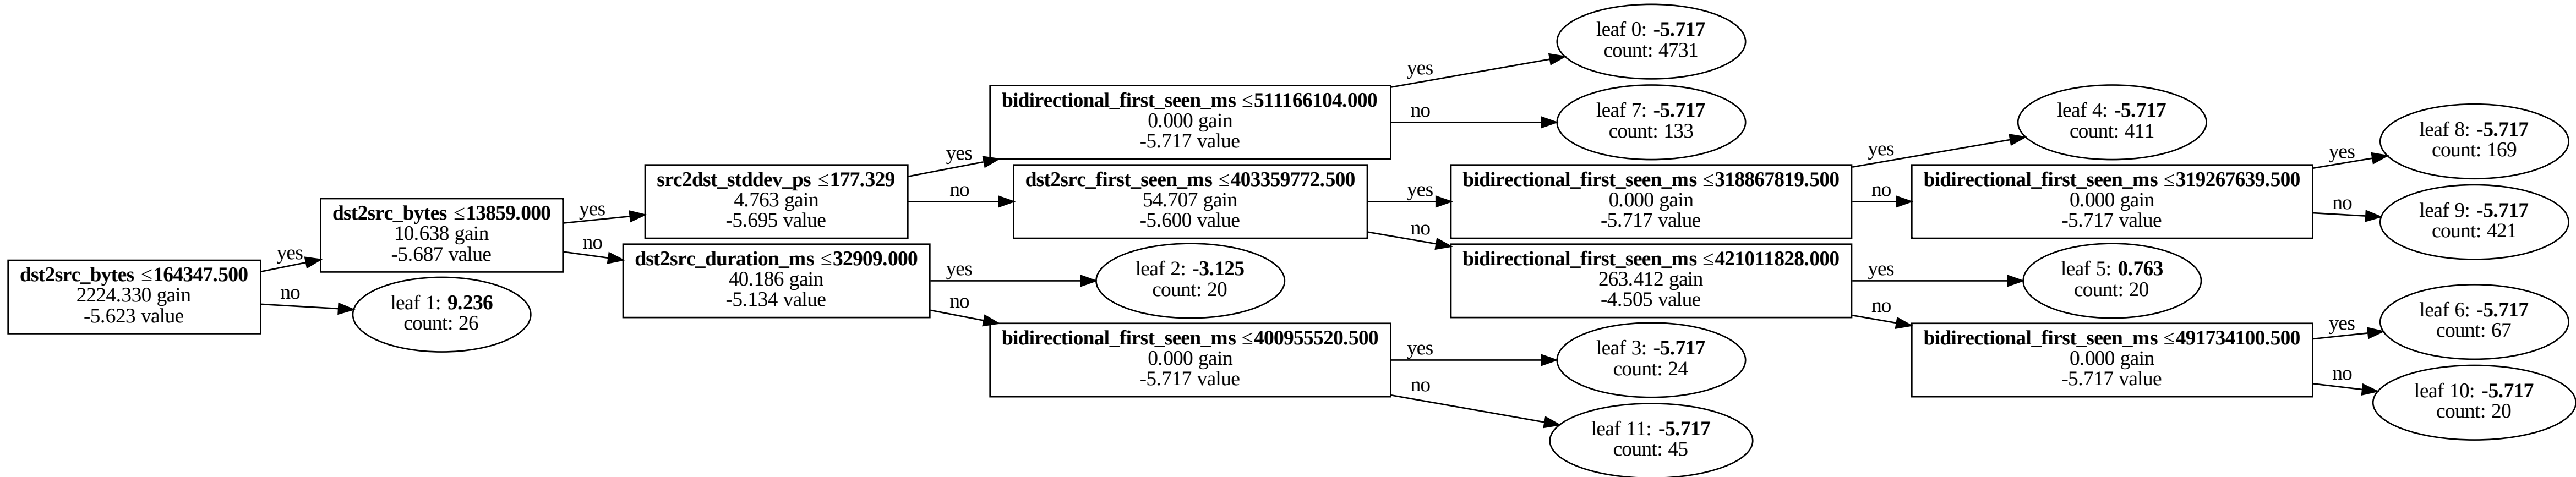 dst2src_bytes ≤164347.500
2224.330 gain
-5.623 value
yes
no
dst2src_bytes ≤13859.000
10.638 gain
-5.687 value
leaf 1: 9.236
count: 26
yes
no
src2dst_stddev_ps ≤177.329
4.763 gain
-5.695 value
dst2src_duration_ms ≤32909.000
40.186 gain
-5.134 value
yes
no
yes
no
bidirectional_first_seen_ms ≤511166104.000
0.000 gain
-5.717 value
dst2src_first_seen_ms ≤403359772.500
54.707 gain
-5.600 value
leaf 2: -3.125
count: 20
bidirectional_first_seen_ms ≤400955520.500
0.000 gain
-5.717 value
yes
no
yes
no
yes
no
leaf 0: -5.717
count: 4731
leaf 7: -5.717
count: 133
bidirectional_first_seen_ms ≤318867819.500
0.000 gain
-5.717 value
bidirectional_first_seen_ms ≤421011828.000
263.412 gain
-4.505 value
leaf 3: -5.717
count: 24
leaf 11: -5.717
count: 45
yes
no
yes
no
leaf 4: -5.717
count: 411
bidirectional_first_seen_ms ≤319267639.500
0.000 gain
-5.717 value
leaf 5: 0.763
count: 20
bidirectional_first_seen_ms ≤491734100.500
0.000 gain
-5.717 value
yes
no
yes
no
leaf 8: -5.717
count: 169
leaf 9: -5.717
count: 421
leaf 6: -5.717
count: 67
leaf 10: -5.717
count: 20